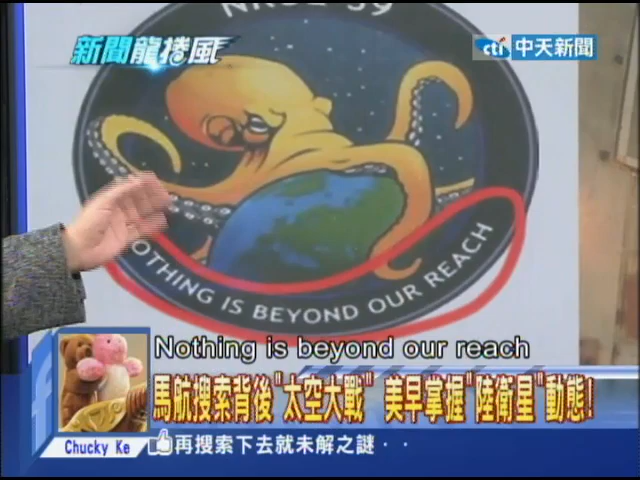 NROL-39
新聞龍捲風
cti 中天新聞
NOTHING IS BEYOND OUR REACH
Nothing is beyond our reach
馬航搜索背後"太空大戰" 美早掌握"陸衛星"動態!
Chucky Ke
再搜索下去就未解之謎‧‧